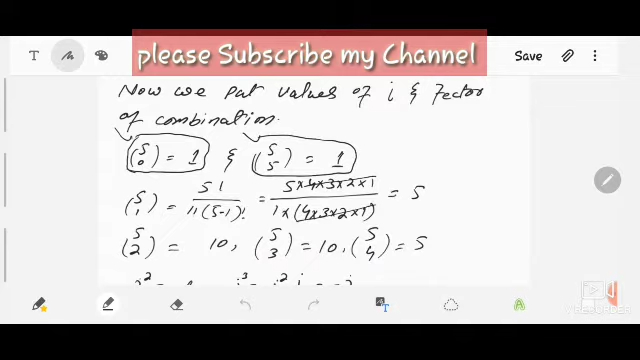 please Subscribe my Channel
T Save
Now we put values of i & Factor
of combination.
(5 0) = 1 & (5 5) = 1
(5 1) = 5! / 1!(5-1)! = 5×4×3×2×1 / 1×(4×3×2×1) = 5
(5 2) = 10, (5 3) = 10, (5 4) = 5